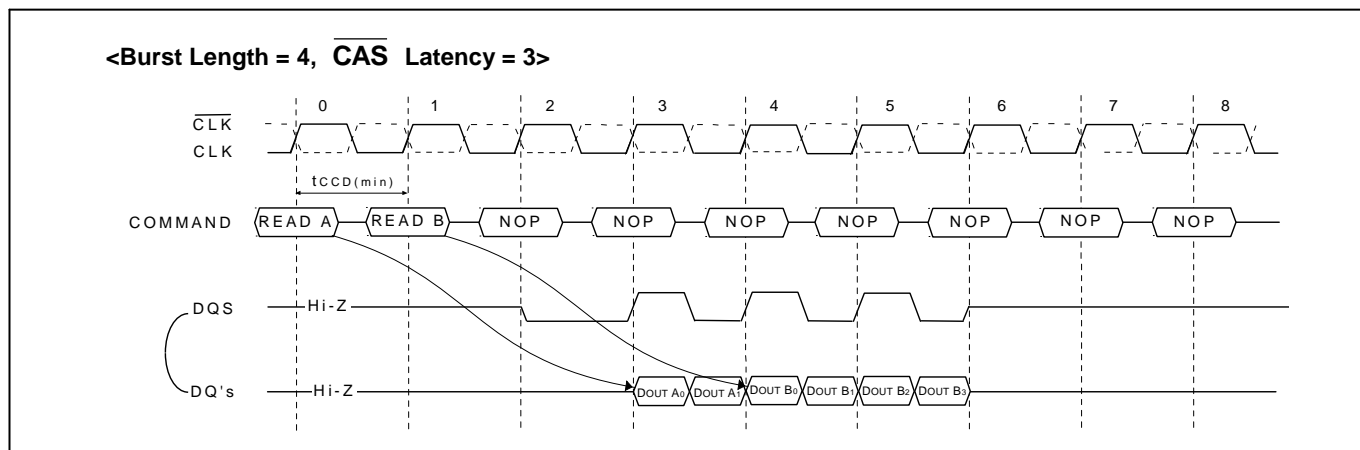 <Burst Length = 4, CAS Latency = 3>
0 1 2 3 4 5 6 7 8
CLK
CLK
tCCD(min)
COMMAND READ A READ B NOP NOP NOP NOP NOP NOP NOP
DQS Hi-Z
DQ's Hi-Z DOUT A0 DOUT A1 DOUT B0 DOUT B1 DOUT B2 DOUT B3